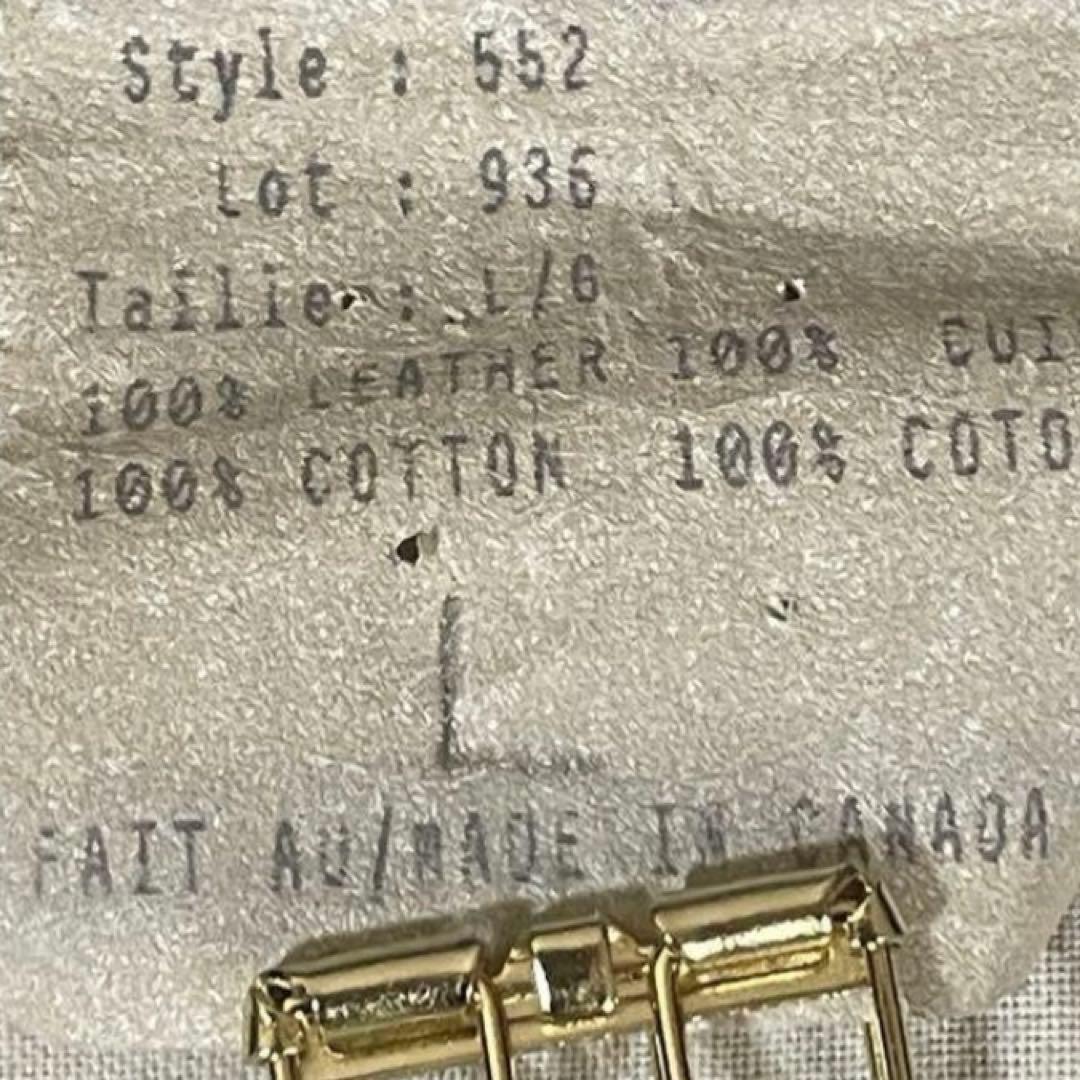 Style : 552
Lot : 936
Taille : L/G
100% LEATHER 100% CUI
100% COTTON 100% COTO
L
FAIT AU/MADE IN CANADA